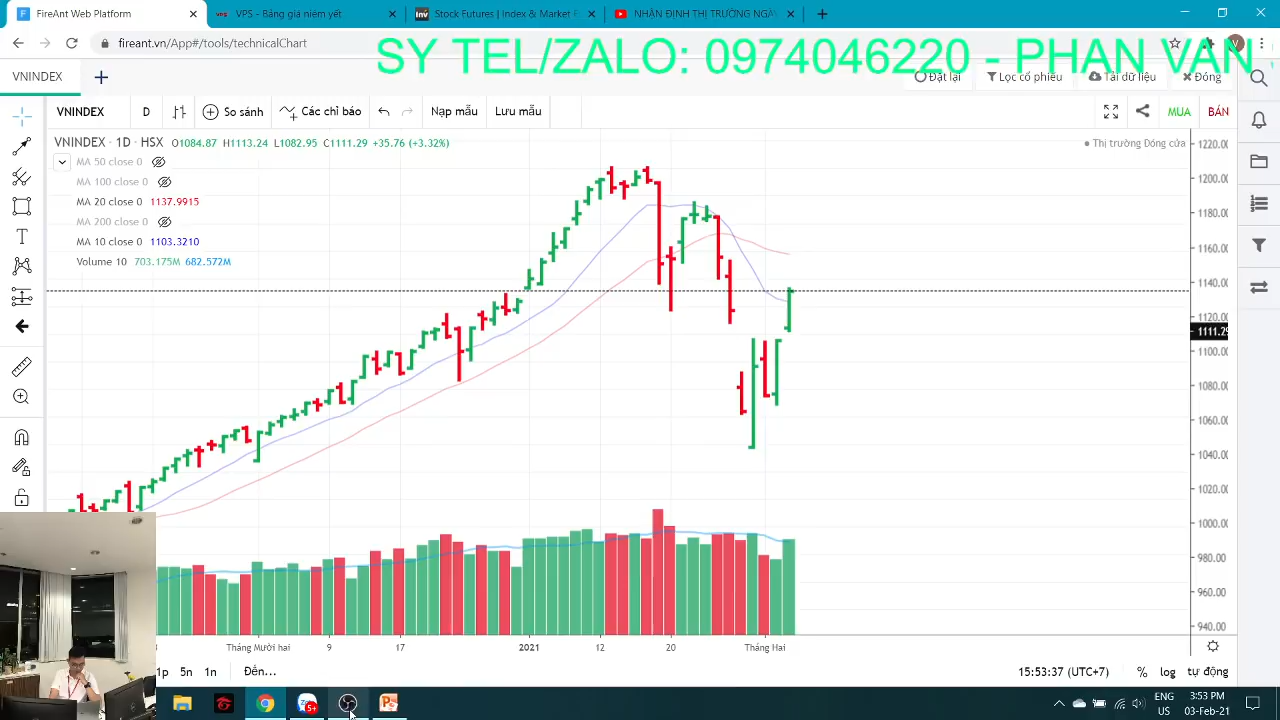 FireAnt Web Platform
VPS - Bảng giá niêm yết
Stock Futures | Index & Market F
NHẬN ĐỊNH THỊ TRƯỜNG NGÀY
fireant.vn/App#/tools/technicalChart
SY TEL/ZALO: 0974046220 - PHAN VAN
VNINDEX
Đặt lại
Lọc cổ phiếu
Tải dữ liệu
Đóng
VNINDEX
D
So sánh
Các chỉ báo
Nạp mẫu
Lưu mẫu
MUA
BÁN
VNINDEX · 1D · HSX O1084.87 H1113.24 L1082.95 C1111.29 +35.76 (+3.32%)
Thị trường Đóng cửa
MA 50 close 0
MA 100 close 0
MA 20 close 0 1137.9915
MA 200 close 0
MA 10 close 0 1103.3210
Volume 10 703.175M 682.572M
1220.00
1200.00
1180.00
1160.00
1140.00
1120.00
1111.29
1100.00
1080.00
1060.00
1040.00
1020.00
1000.00
980.00
960.00
940.00
Tháng Mười hai
9
17
2021
12
20
Tháng Hai
5n
1n
Đến...
15:53:37 (UTC+7)
%
log
tự động
5+
ENG
US
3:53 PM
03-Feb-21